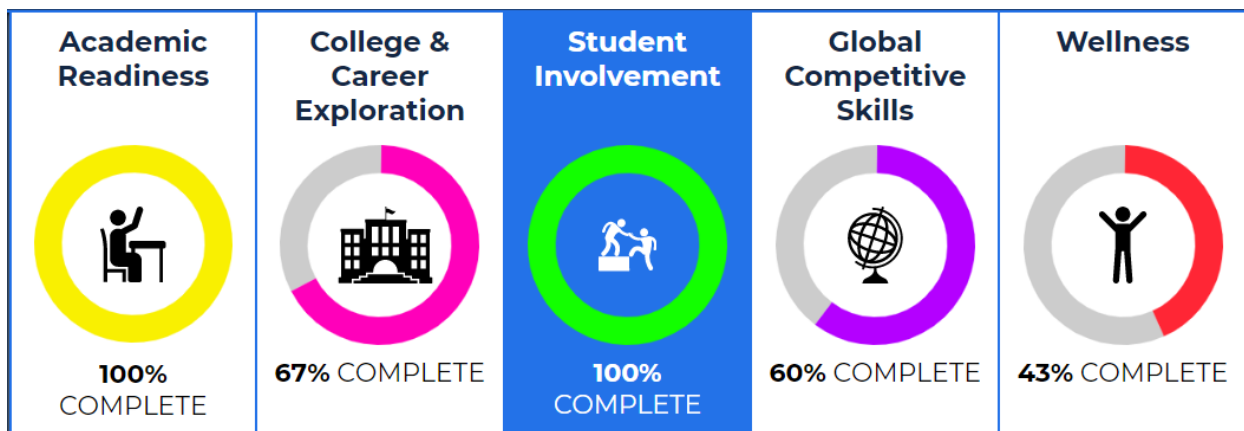 Academic
Readiness
100%
COMPLETE
College &
Career
Exploration
67% COMPLETE
Student
Involvement
100%
COMPLETE
Global
Competitive
Skills
60% COMPLETE
Wellness
43% COMPLETE